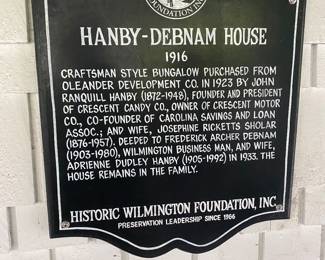 FOUNDATION INC.
HANBY-DEBNAM HOUSE
1916
CRAFTSMAN STYLE BUNGALOW PURCHASED FROM
OLEANDER DEVELOPMENT CO. IN 1923 BY JOHN
RANQUILL HANBY (1872-1948), FOUNDER AND PRESIDENT
OF CRESCENT CANDY CO., OWNER OF CRESCENT MOTOR
CO., CO-FOUNDER OF CAROLINA SAVINGS AND LOAN
ASSOC.; AND WIFE, JOSEPHINE RICKETTS SHOLAR
(1876-1957). DEEDED TO FREDERICK ARCHER DEBNAM
(1903-1980), WILMINGTON BUSINESS MAN, AND WIFE,
ADRIENNE DUDLEY HANBY (1905-1992) IN 1933. THE
HOUSE REMAINS IN THE FAMILY.
HISTORIC WILMINGTON FOUNDATION, INC.
PRESERVATION LEADERSHIP SINCE 1966